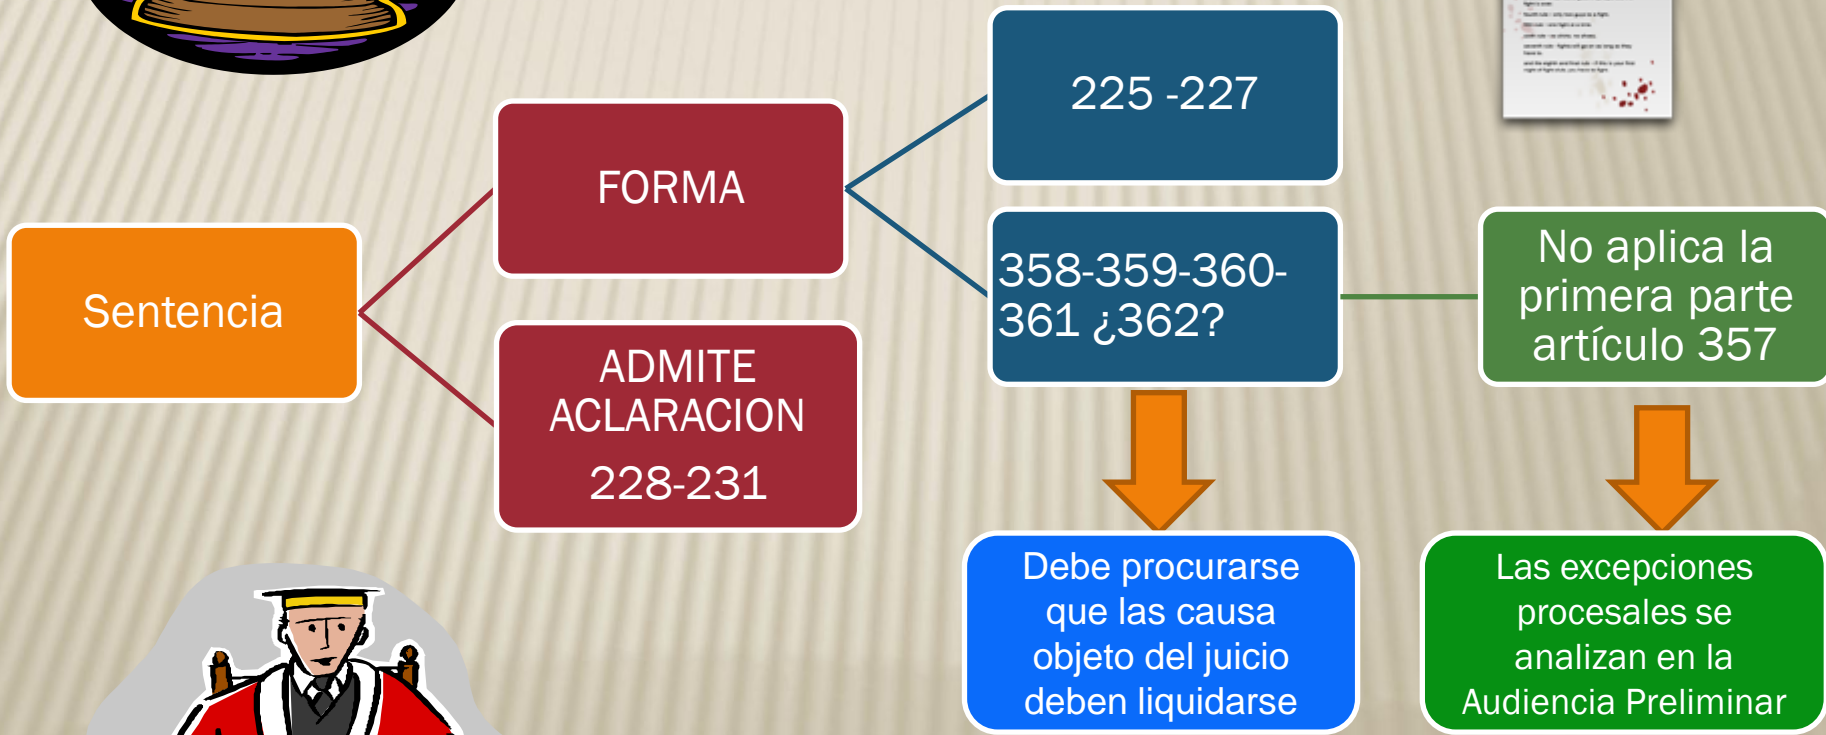 Sentencia
FORMA
ADMITE
ACLARACION
228-231
225 -227
358-359-360-
361 ¿362?
No aplica la
primera parte
artículo 357
Debe procurarse
que las causa
objeto del juicio
deben liquidarse
Las excepciones
procesales se
analizan en la
Audiencia Preliminar